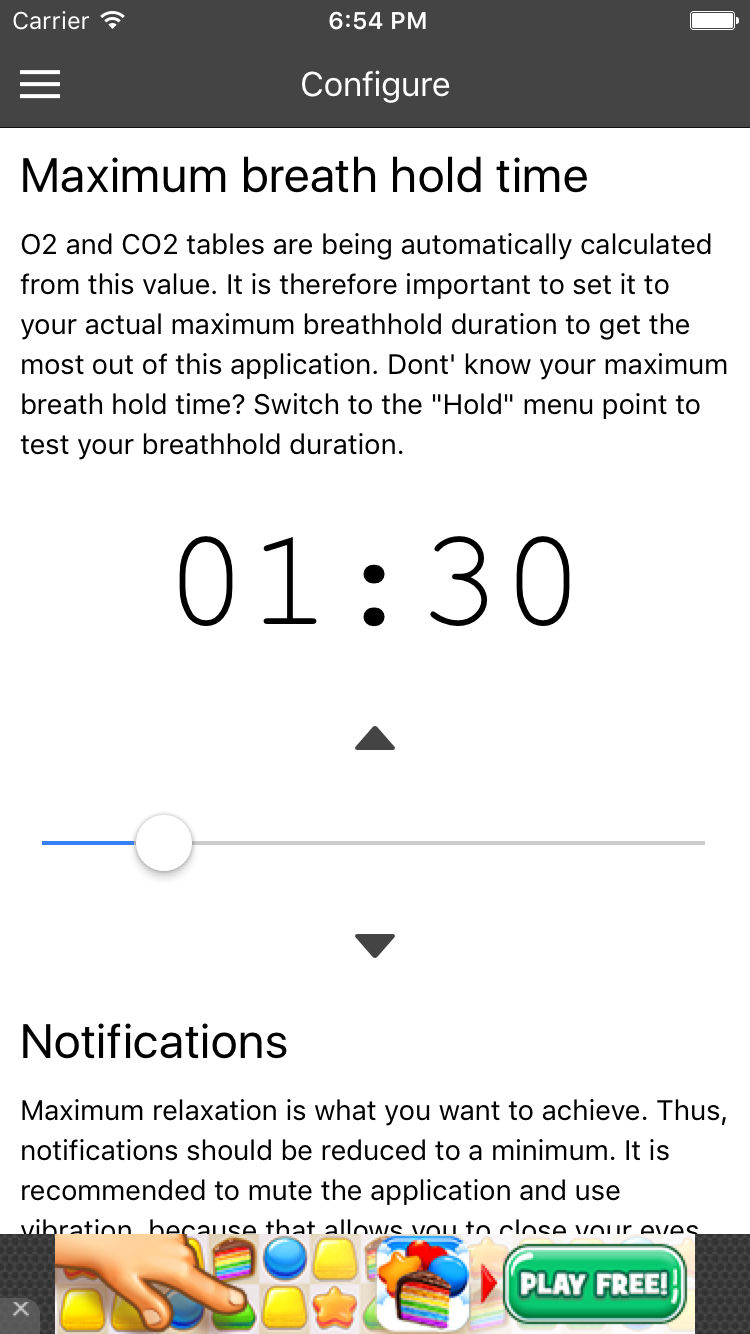 Carrier 6:54 PM
Configure
Maximum breath hold time
O2 and CO2 tables are being automatically calculated
from this value. It is therefore important to set it to
your actual maximum breathhold duration to get the
most out of this application. Dont' know your maximum
breath hold time? Switch to the "Hold" menu point to
test your breathhold duration.
01:30
Notifications
Maximum relaxation is what you want to achieve. Thus,
notifications should be reduced to a minimum. It is
recommended to mute the application and use
vibration, because that allows you to close your eyes
PLAY FREE!